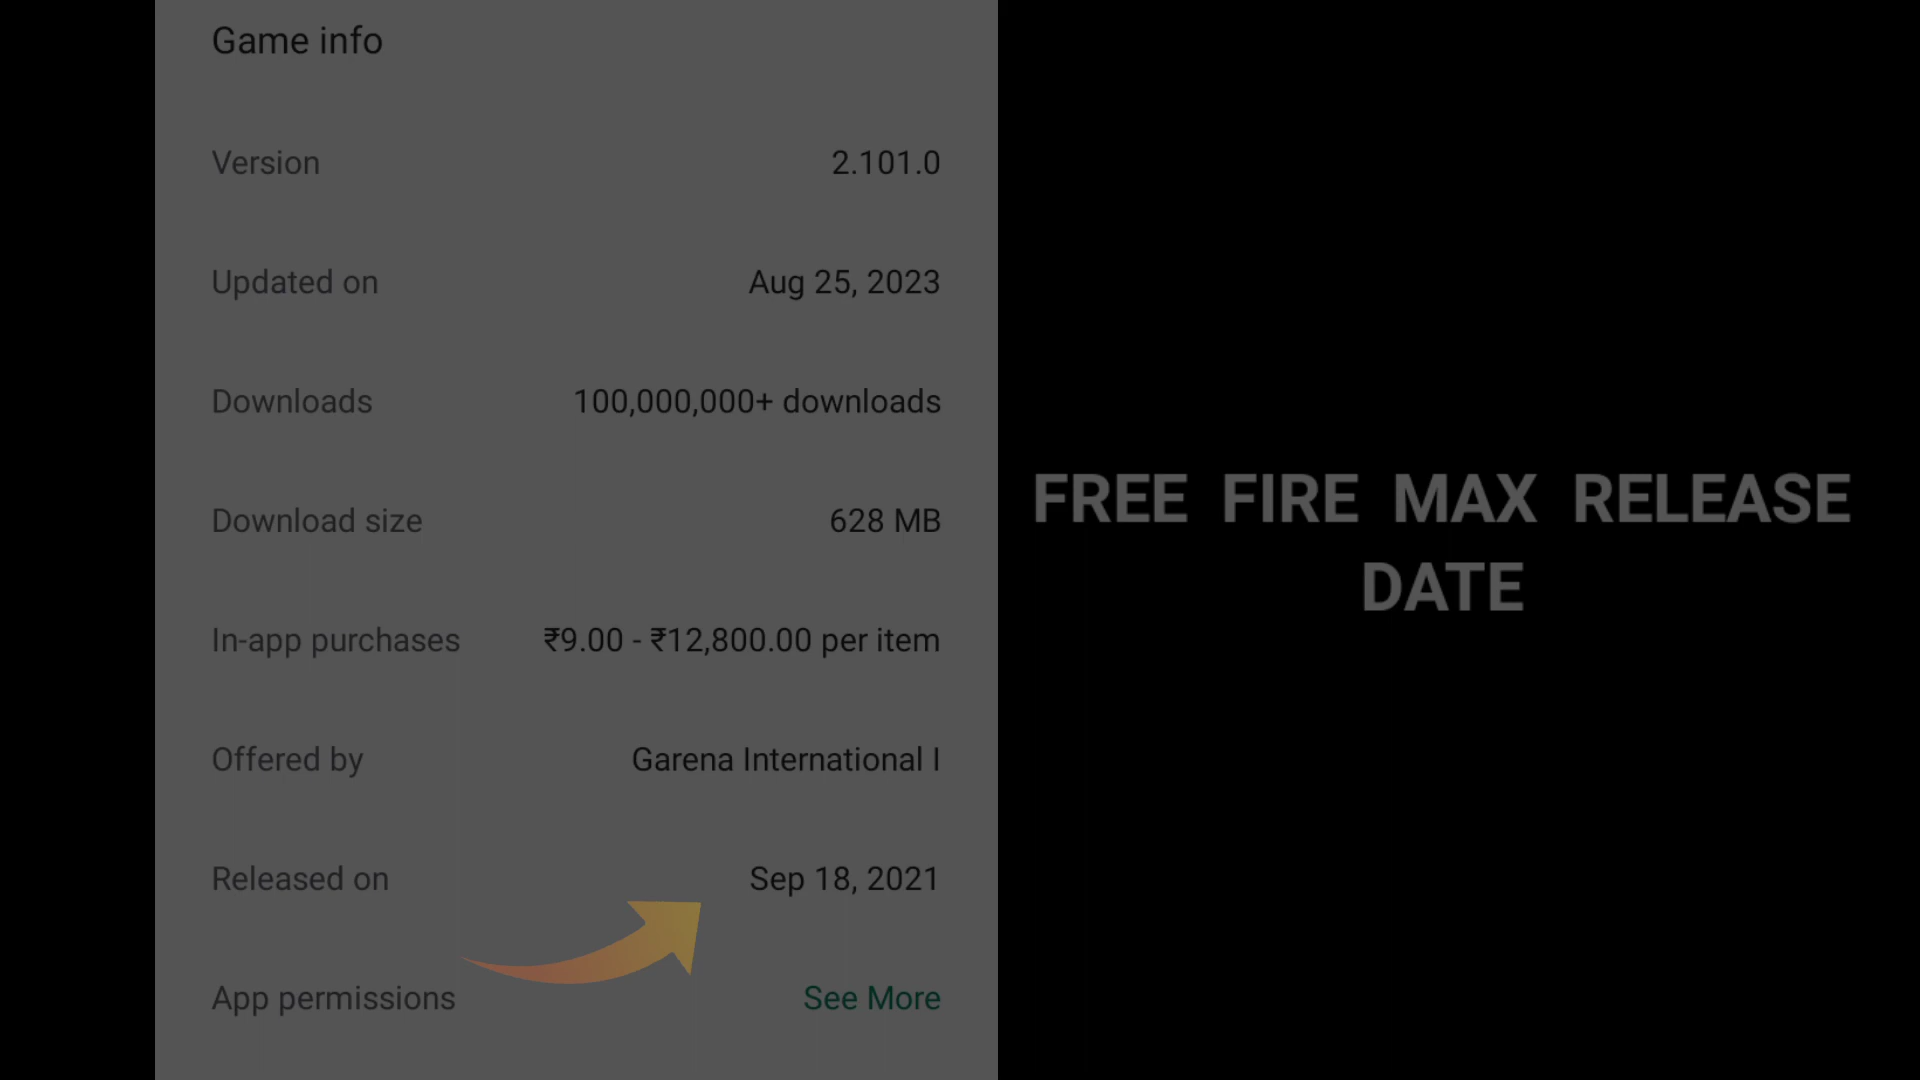 Game info
Version 2.101.0
Updated on Aug 25, 2023
Downloads 100,000,000+ downloads
Download size 628 MB
In-app purchases ₹9.00 - ₹12,800.00 per item
Offered by Garena International I
Released on Sep 18, 2021
App permissions See More
FREE FIRE MAX RELEASE
DATE